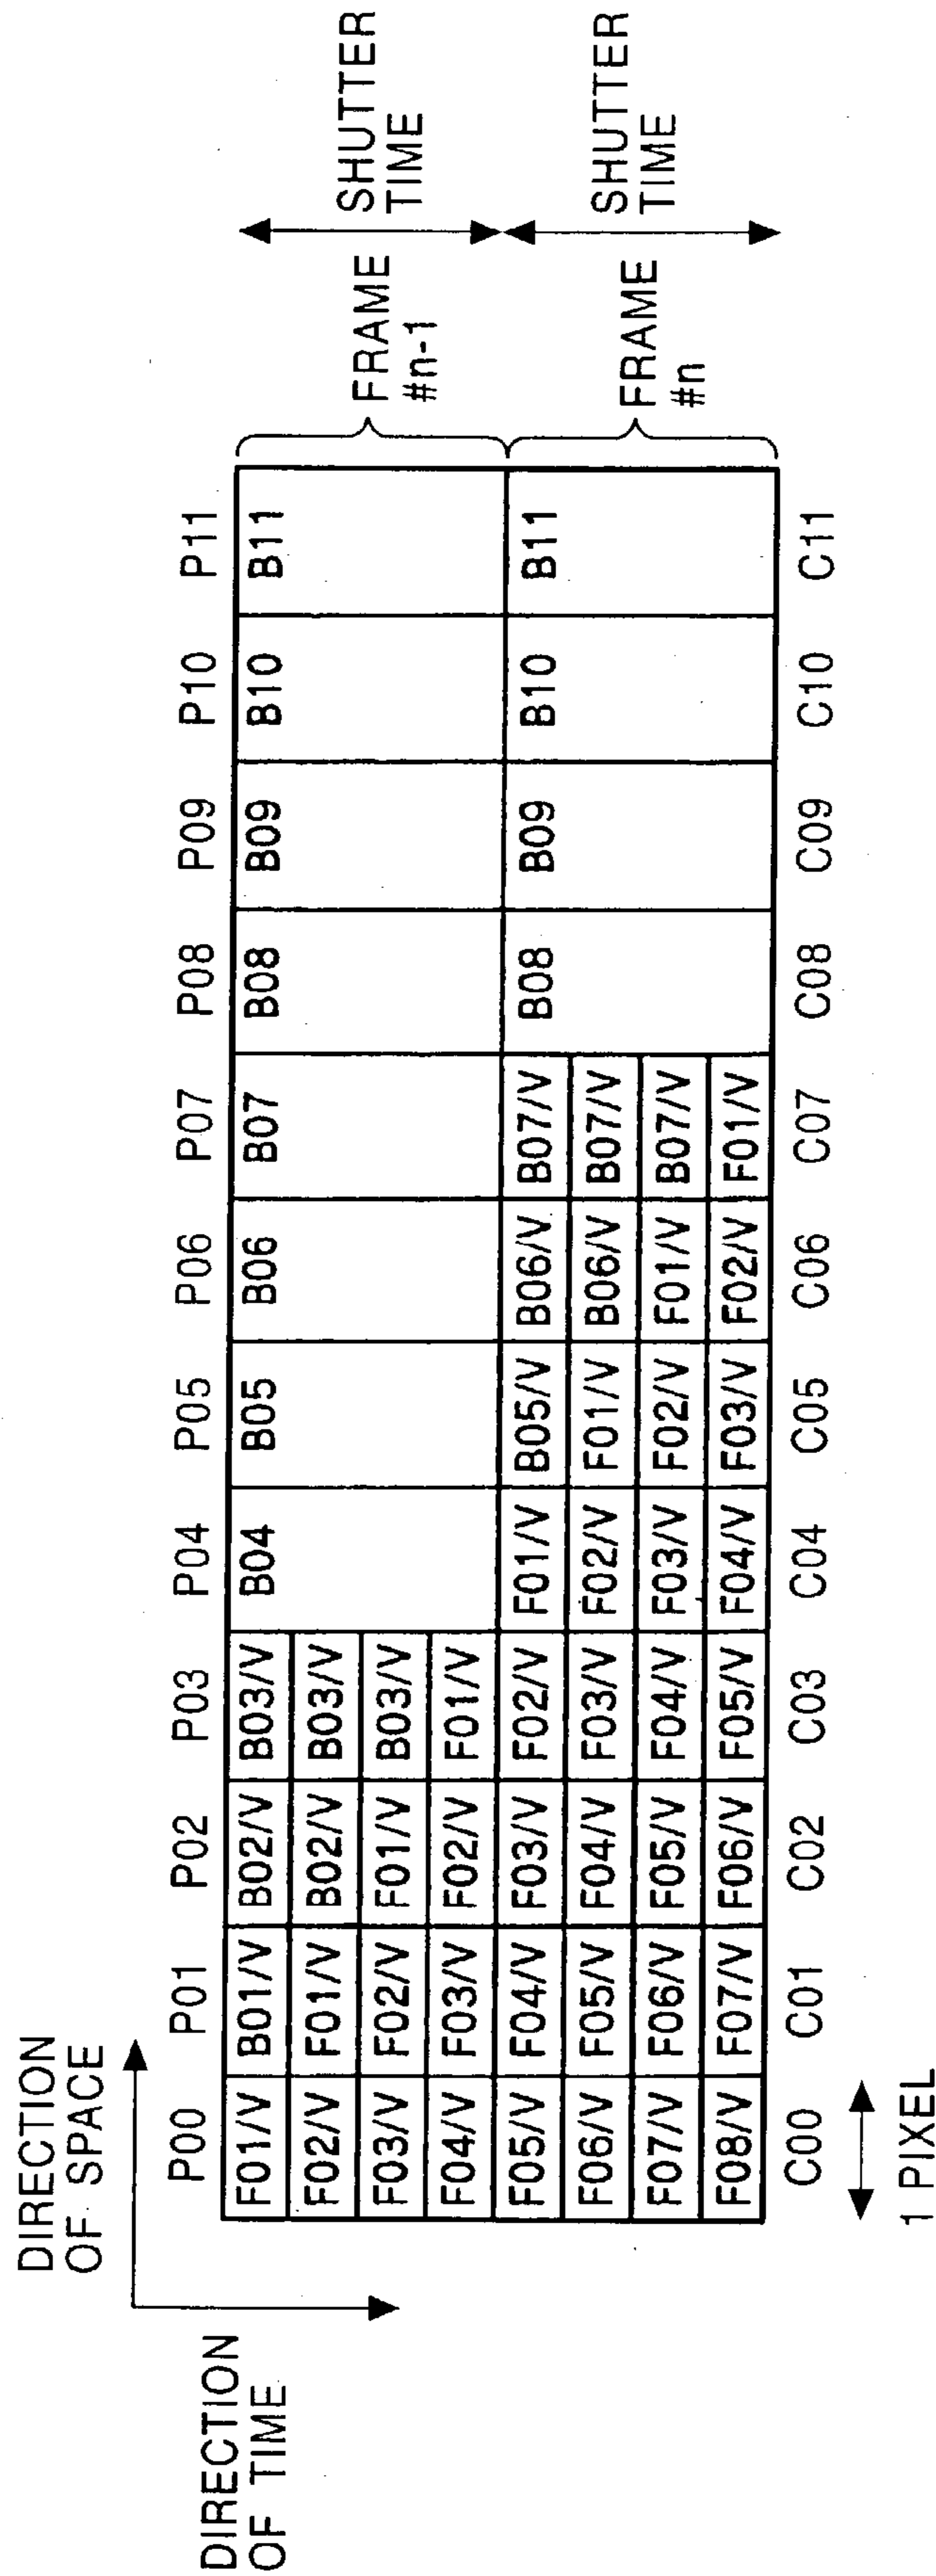 DIRECTION
OF SPACE
DIRECTION
OF TIME
P00 P01 P02 P03 P04 P05 P06 P07 P08 P09 P10 P11
F01/V B01/V B02/V B03/V B04 B05 B06 B07 B08 B09 B10 B11
F02/V F01/V B02/V B03/V
F03/V F02/V F01/V B03/V
F04/V F03/V F02/V F01/V
FRAME
#n-1
SHUTTER
TIME
F05/V F04/V F03/V F02/V F01/V B05/V B06/V B07/V B08 B09 B10 B11
F06/V F05/V F04/V F03/V F02/V F01/V B06/V B07/V
F07/V F06/V F05/V F04/V F03/V F02/V F01/V B07/V
F08/V F07/V F06/V F05/V F04/V F03/V F02/V F01/V
FRAME
#n
SHUTTER
TIME
C00 C01 C02 C03 C04 C05 C06 C07 C08 C09 C10 C11
1 PIXEL